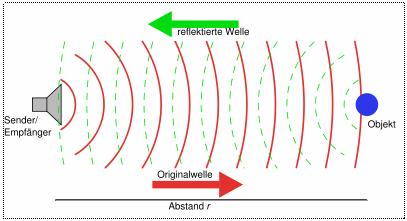 reflektierte Welle
Sender/
Empfänger
Objekt
Originalwelle
Abstand r